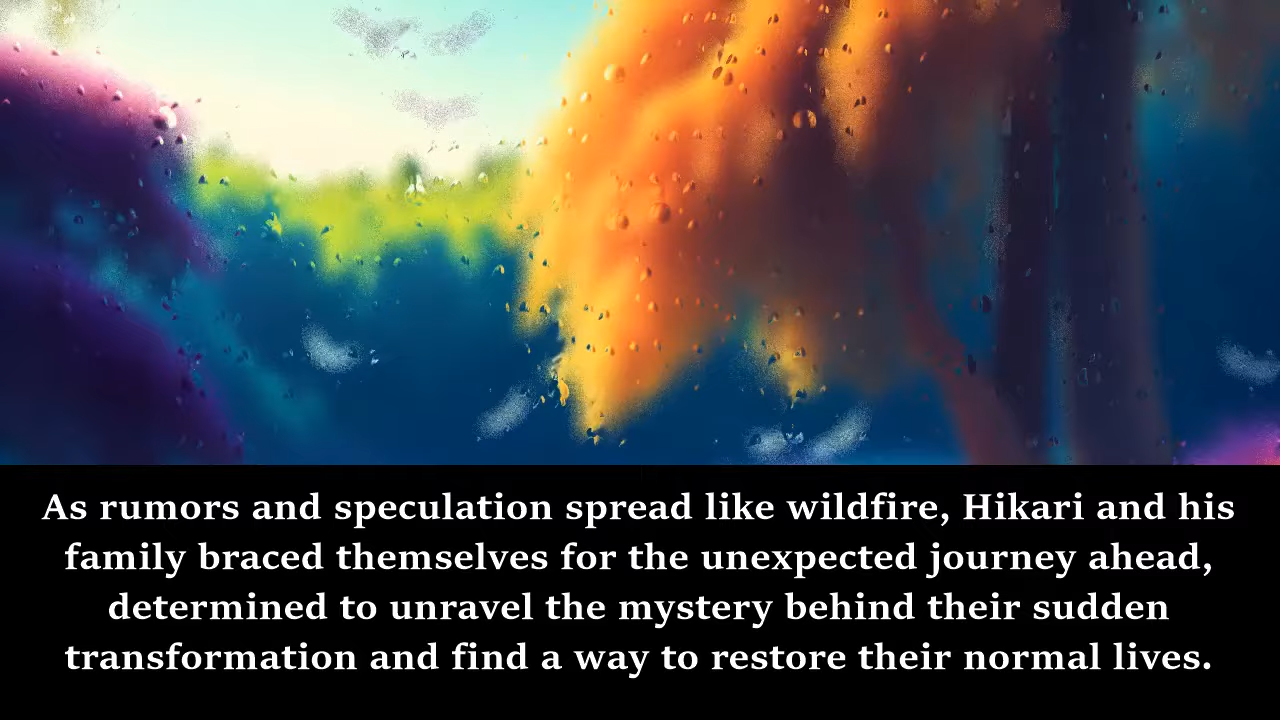 As rumors and speculation spread like wildfire, Hikari and his
family braced themselves for the unexpected journey ahead,
determined to unravel the mystery behind their sudden
transformation and find a way to restore their normal lives.